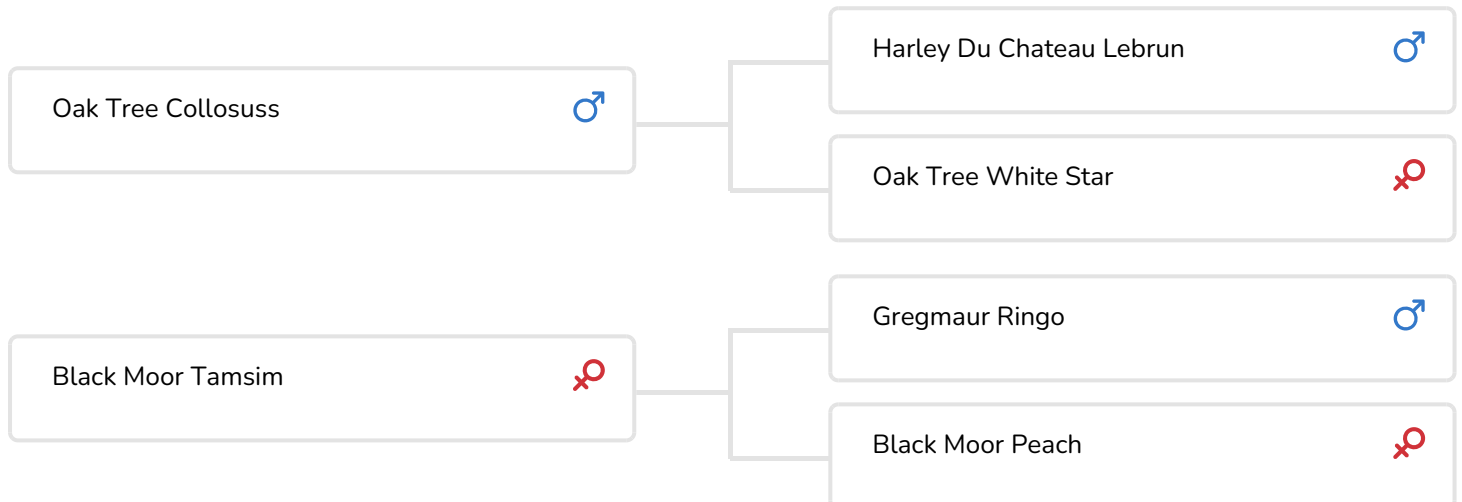 Harley Du Chateau Lebrun
Oak Tree Collosuss
Oak Tree White Star
Gregmaur Ringo
Black Moor Tamsim
Black Moor Peach